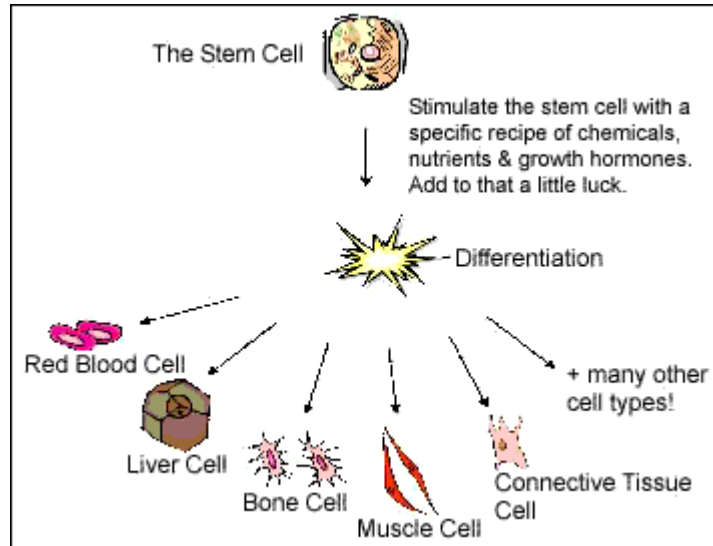 The Stem Cell
Stimulate the stem cell with a
specific recipe of chemicals,
nutrients & growth hormones.
Add to that a little luck.
Differentiation
Red Blood Cell
Liver Cell
Bone Cell
Muscle Cell
Connective Tissue
Cell
+ many other
cell types!